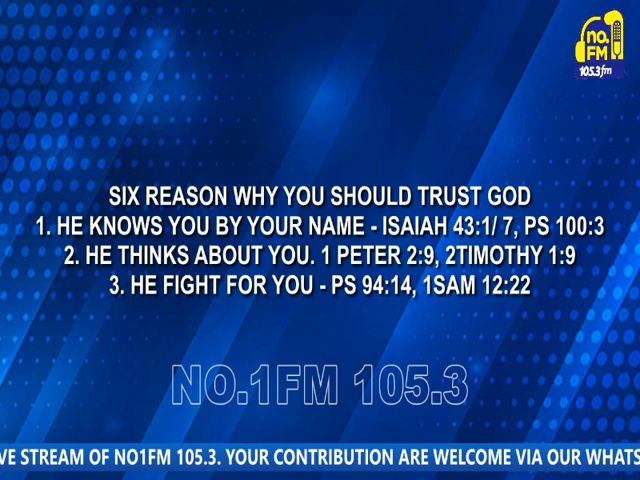 no.
FM
105.3fm
SIX REASON WHY YOU SHOULD TRUST GOD
1. HE KNOWS YOU BY YOUR NAME - ISAIAH 43:1/ 7, PS 100:3
2. HE THINKS ABOUT YOU. 1 PETER 2:9, 2TIMOTHY 1:9
3. HE FIGHT FOR YOU - PS 94:14, 1SAM 12:22
NO.1FM 105.3
VE STREAM OF NO1FM 105.3. YOUR CONTRIBUTION ARE WELCOME VIA OUR WHATS